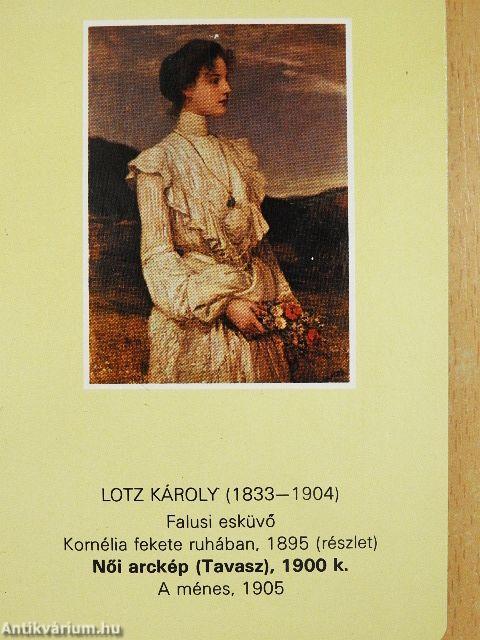 LOTZ KÁROLY (1833—1904)
Falusi esküvő
Kornélia fekete ruhában, 1895 (részlet)
Női arckép (Tavasz), 1900 k.
A ménes, 1905
Antikvárium.hu